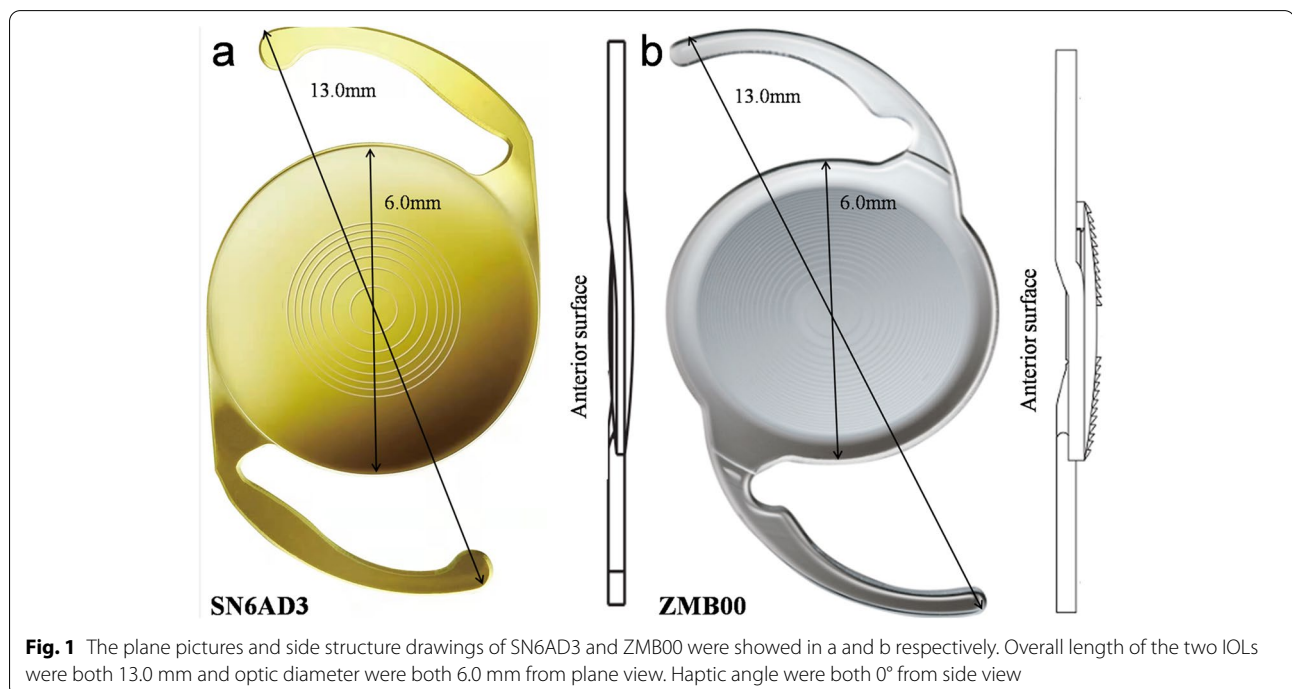 a
13.0mm
6.0mm
Anterior surface
SN6AD3
b
13.0mm
6.0mm
Anterior surface
ZMB00
Fig. 1 The plane pictures and side structure drawings of SN6AD3 and ZMB00 were showed in a and b respectively. Overall length of the two IOLs
were both 13.0 mm and optic diameter were both 6.0 mm from plane view. Haptic angle were both 0° from side view